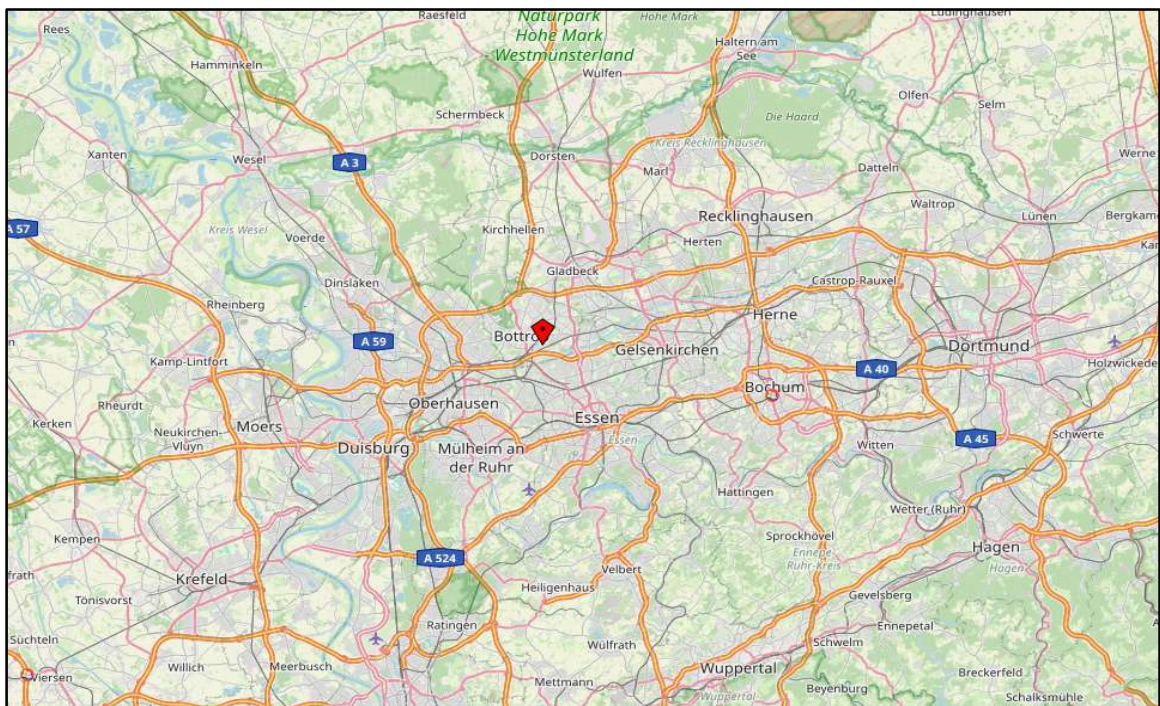 Rees
Raesfeld
Naturpark
Hohe Mark
Westmünsterland
Hohe Mark
Lüdinghausen
Hamminkeln
Haltern am
See
Wulfen
Schermbeck
Olfen
Selm
Die Haard
Xanten
Wesel
A 3
Dorsten
Kreis Recklinghausen
Marl
Datteln
Werne
Recklinghausen
Waltrop
Lünen
Bergkame
A 57
Kreis Wesel
Voerde
Kirchhellen
Herten
Kam
Gladbeck
Dinslaken
Castrop-Rauxel
Rheinberg
Herne
Bottro
A 59
Gelsenkirchen
Dortmund
Kamp-Lintfort
A 40
Holzwickede
Bochum
Rheurdt
Oberhausen
Kerken
Moers
Essen
Neukirchen-
Vluyn
Duisburg
Mülheim an
der Ruhr
Essen
A 45
Schwerte
Witten
Hattingen
Wetter (Ruhr)
Kempen
A 524
Sprockhövel
Ennepe
Ruhr-Kreis
Hagen
Hagen
frath
Krefeld
Velbert
Tönisvorst
Heiligenhaus
Gevelsberg
Süchteln
Ratingen
Ennepetal
Wülfrath
Schwelm
Viersen
Willich
Meerbusch
Mettmann
Wuppertal
Wuppertal
Beyenburg
Breckerfeld
Schalksmühle